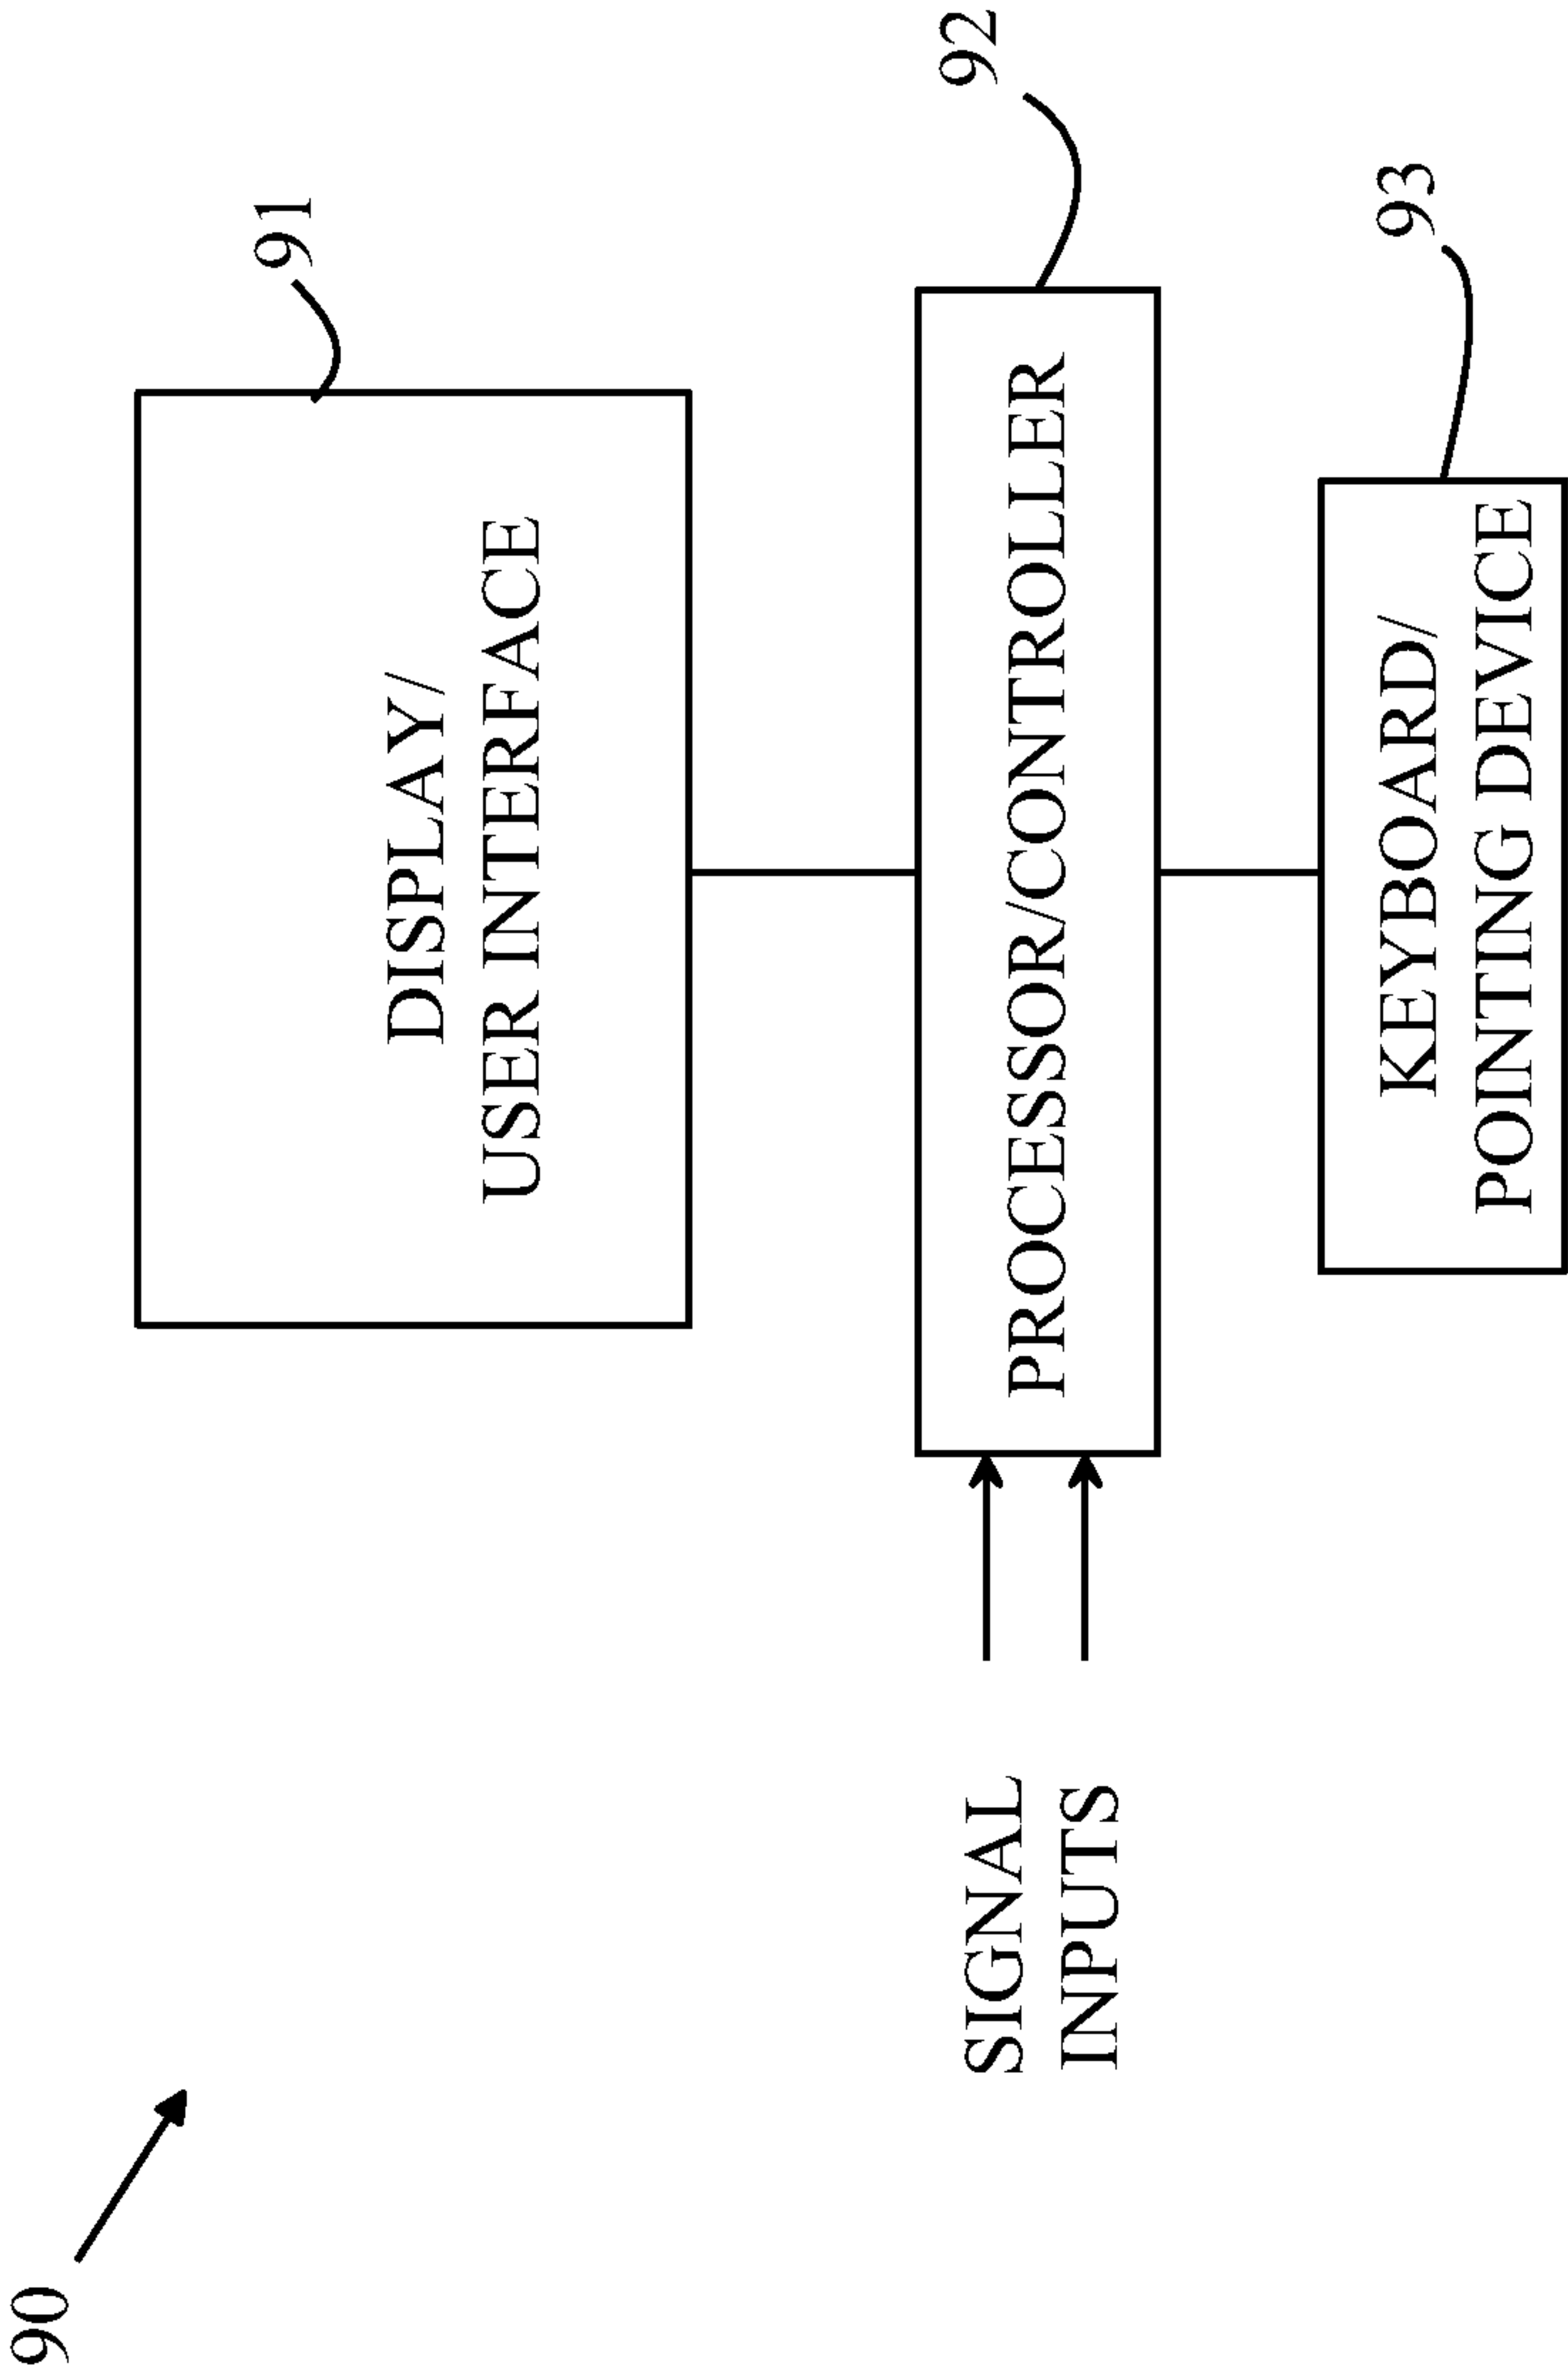 90
91
DISPLAY/
USER INTERFACE
92
SIGNAL
INPUTS
PROCESSOR/CONTROLLER
93
KEYBOARD/
POINTING DEVICE